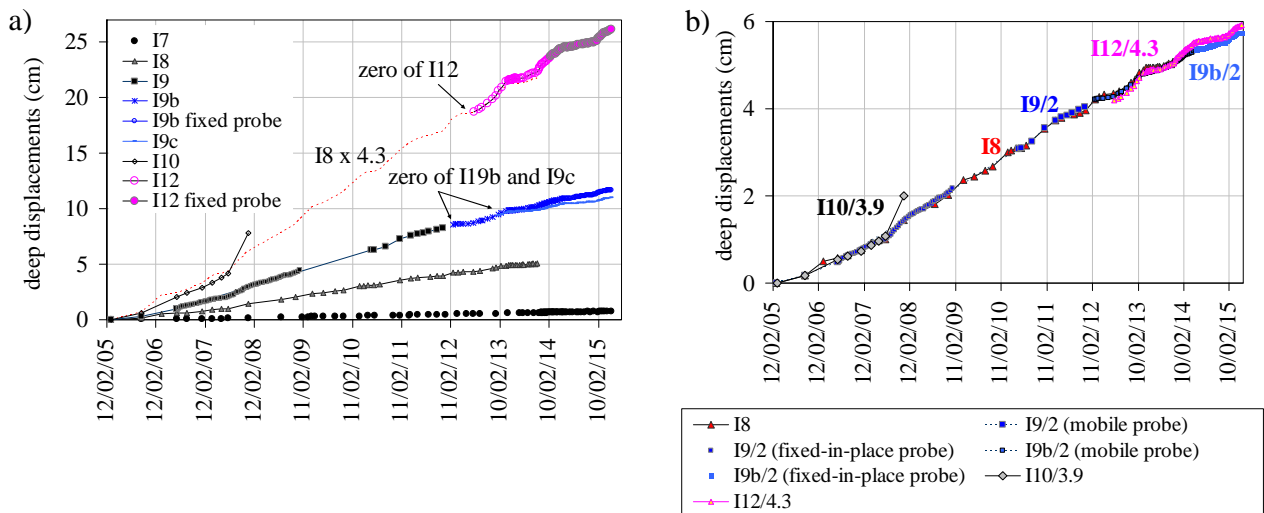 a)
deep displacements (cm)
25
20
15
10
5
0
I7
I8
I9
I9b
I9b fixed probe
I9c
I10
I12
I12 fixed probe
zero of I12
I8 x 4.3
zero of I19b and I9c
12/02/05
12/02/06
12/02/07
12/02/08
11/02/09
11/02/10
11/02/11
11/02/12
10/02/13
10/02/14
10/02/15
b)
deep displacements (cm)
6
4
2
0
I12/4.3
I9b/2
I9/2
I8
I10/3.9
12/02/05
12/02/06
12/02/07
12/02/08
11/02/09
11/02/10
11/02/11
11/02/12
10/02/13
10/02/14
10/02/15
I8
I9/2 (mobile probe)
I9/2 (fixed-in-place probe)
I9b/2 (mobile probe)
I9b/2 (fixed-in-place probe)
I10/3.9
I12/4.3